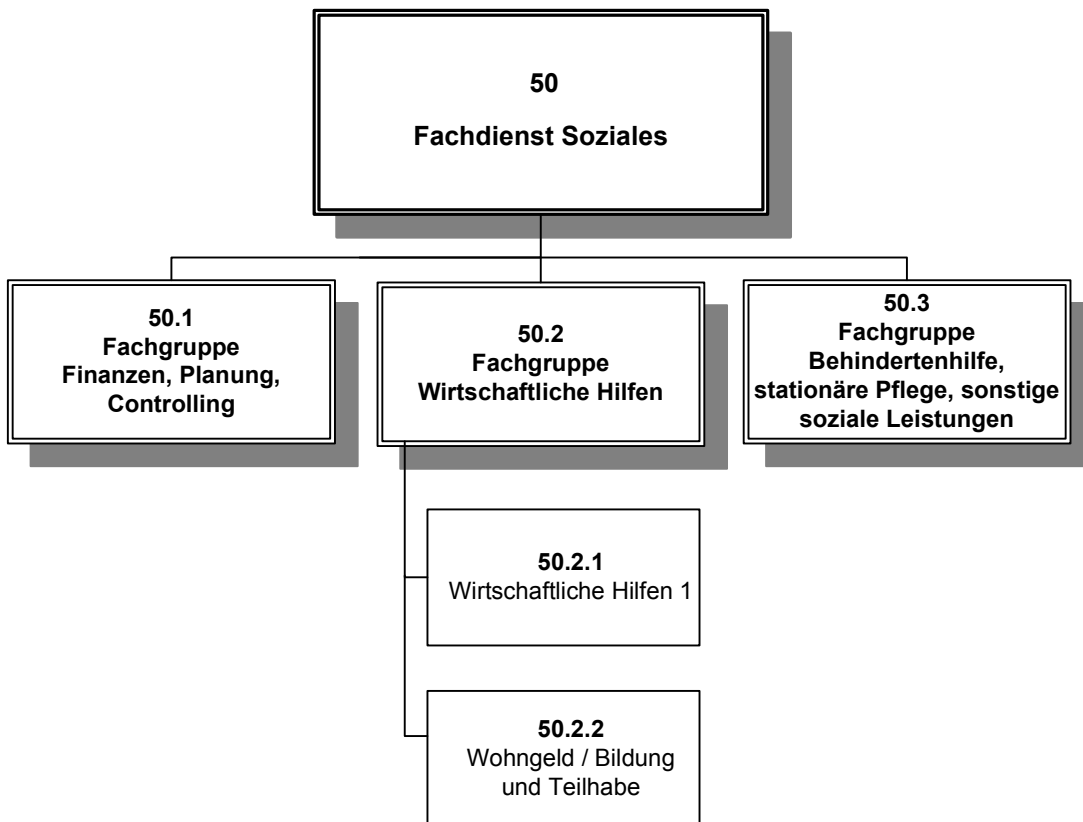 50
Fachdienst Soziales
50.1
Fachgruppe
Finanzen, Planung,
Controlling
50.2
Fachgruppe
Wirtschaftliche Hilfen
50.3
Fachgruppe
Behindertenhilfe,
stationäre Pflege, sonstige
soziale Leistungen
50.2.1
Wirtschaftliche Hilfen 1
50.2.2
Wohngeld / Bildung
und Teilhabe